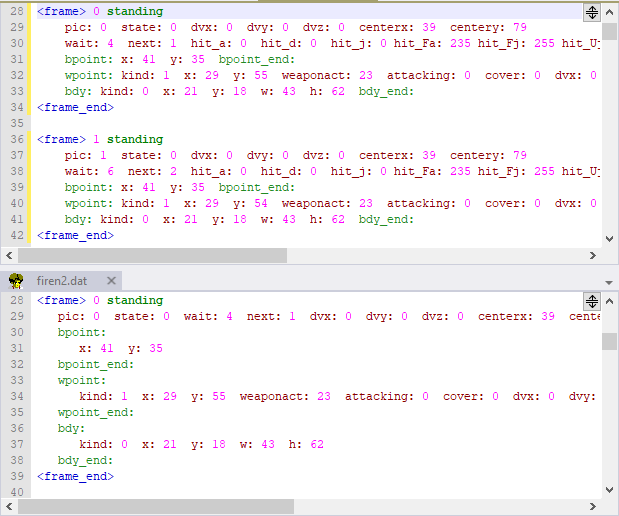 28 <frame> 0 standing
29 pic: 0 state: 0 dvx: 0 dvy: 0 dvz: 0 centerx: 39 centery: 79
30 wait: 4 next: 1 hit_a: 0 hit_d: 0 hit_j: 0 hit_Fa: 235 hit_Fj: 255 hit_Uj
31 bpoint: x: 41 y: 35 bpoint_end:
32 wpoint: kind: 1 x: 29 y: 55 weaponact: 23 attacking: 0 cover: 0 dvx: 0
33 bdy: kind: 0 x: 21 y: 18 w: 43 h: 62 bdy_end:
34 <frame_end>
35
36 <frame> 1 standing
37 pic: 1 state: 0 dvx: 0 dvy: 0 dvz: 0 centerx: 39 centery: 79
38 wait: 6 next: 2 hit_a: 0 hit_d: 0 hit_j: 0 hit_Fa: 235 hit_Fj: 255 hit_Uj
39 bpoint: x: 41 y: 35 bpoint_end:
40 wpoint: kind: 1 x: 29 y: 54 weaponact: 23 attacking: 0 cover: 0 dvx: 0
41 bdy: kind: 0 x: 21 y: 18 w: 43 h: 62 bdy_end:
42 <frame_end>
firen2.dat
28 <frame> 0 standing
29 pic: 0 state: 0 wait: 4 next: 1 dvx: 0 dvy: 0 dvz: 0 centerx: 39 cente
30 bpoint:
31 x: 41 y: 35
32 bpoint_end:
33 wpoint:
34 kind: 1 x: 29 y: 55 weaponact: 23 attacking: 0 cover: 0 dvx: 0 dvy:
35 wpoint_end:
36 bdy:
37 kind: 0 x: 21 y: 18 w: 43 h: 62
38 bdy_end:
39 <frame_end>
40